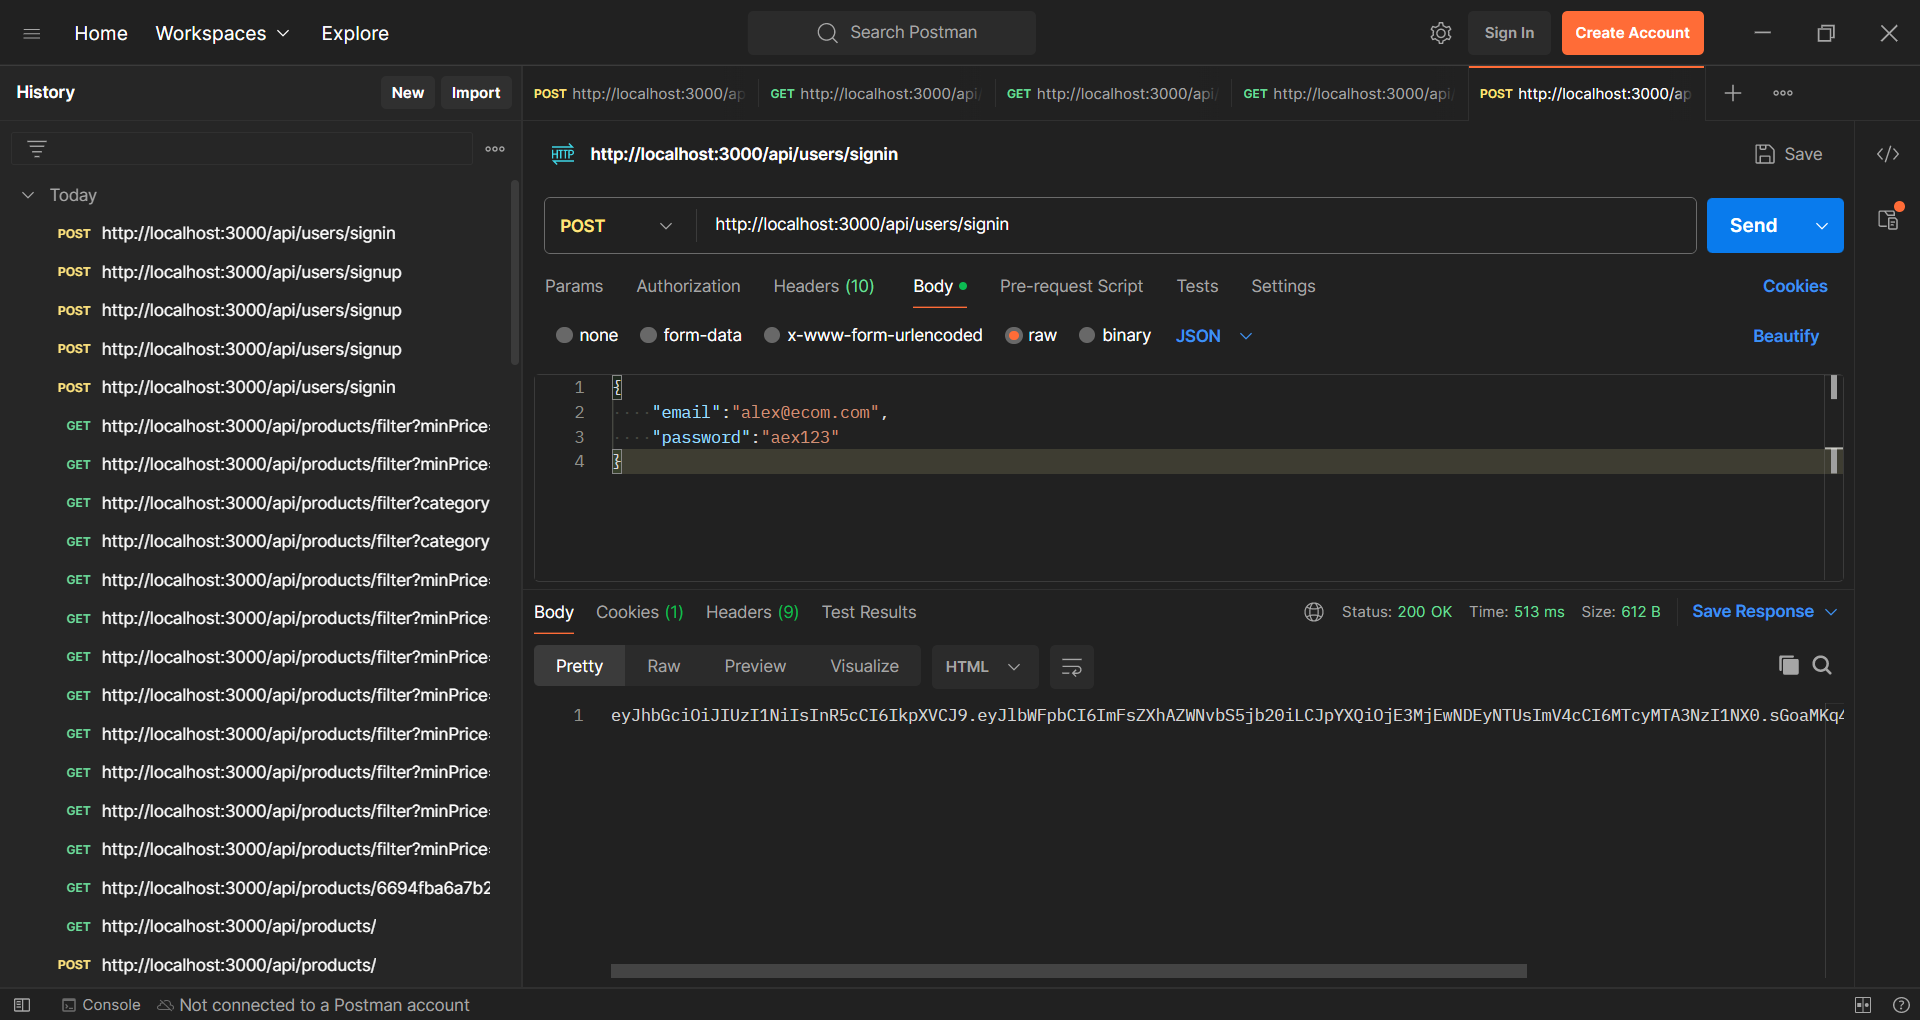 Home Workspaces Explore Search Postman Sign In Create Account
History New Import
POST http://localhost:3000/ap GET http://localhost:3000/api/ GET http://localhost:3000/api/ GET http://localhost:3000/api/ POST http://localhost:3000/ap
HTTP http://localhost:3000/api/users/signin Save
Today
POST http://localhost:3000/api/users/signin
POST http://localhost:3000/api/users/signup
POST http://localhost:3000/api/users/signup
POST http://localhost:3000/api/users/signup
POST http://localhost:3000/api/users/signin
GET http://localhost:3000/api/products/filter?minPrice=
GET http://localhost:3000/api/products/filter?minPrice=
GET http://localhost:3000/api/products/filter?category
GET http://localhost:3000/api/products/filter?category
GET http://localhost:3000/api/products/filter?minPrice=
GET http://localhost:3000/api/products/filter?minPrice=
GET http://localhost:3000/api/products/filter?minPrice=
GET http://localhost:3000/api/products/filter?minPrice=
GET http://localhost:3000/api/products/filter?minPrice=
GET http://localhost:3000/api/products/filter?minPrice=
GET http://localhost:3000/api/products/filter?minPrice=
GET http://localhost:3000/api/products/filter?minPrice=
GET http://localhost:3000/api/products/6694fba6a7b2
GET http://localhost:3000/api/products/
POST http://localhost:3000/api/products/
POST http://localhost:3000/api/users/signin Send
Params Authorization Headers (10) Body Pre-request Script Tests Settings Cookies
none form-data x-www-form-urlencoded raw binary JSON Beautify
1 {
2 "email":"alex@ecom.com",
3 "password":"aex123"
4 }
Body Cookies (1) Headers (9) Test Results Status: 200 OK Time: 513 ms Size: 612 B Save Response
Pretty Raw Preview Visualize HTML
1 eyJhbGciOiJIUzI1NiIsInR5cCI6IkpXVCJ9.eyJlbWFpbCI6ImFsZXhAZWNvbS5jb20iLCJpYXQiOjE3MjEwNDEyNTUsImV4cCI6MTcyMTA3NzI1NX0.sGoaMKq4
Console Not connected to a Postman account